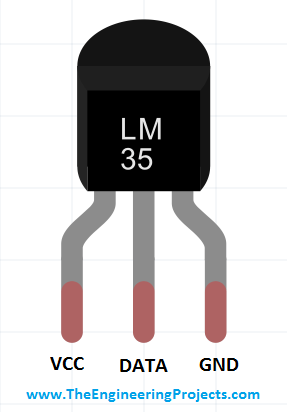 LM
35
VCC DATA GND
www.TheEngineeringProjects.com